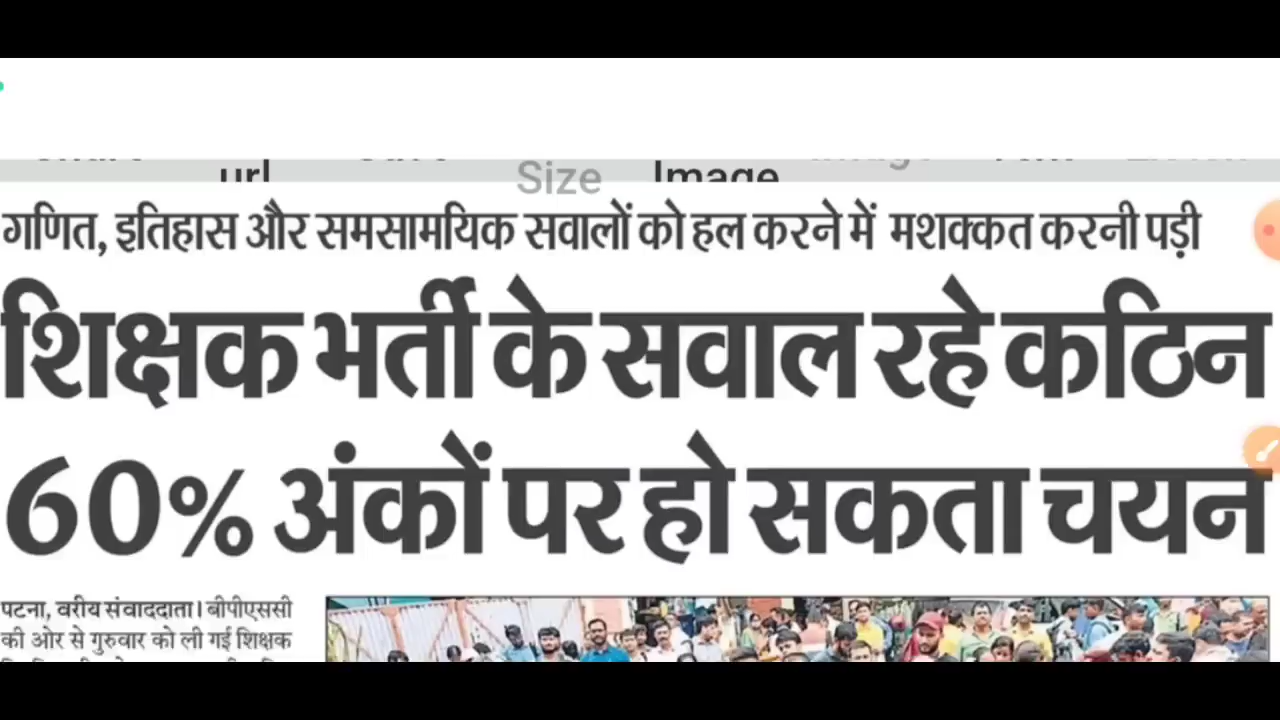 url Size Image
गणित, इतिहास और समसामयिक सवालों को हल करने में मशक्कत करनी पड़ी
शिक्षक भर्ती के सवाल रहे कठिन
60% अंकों पर हो सकता चयन
पटना, वरीय संवाददाता। बीपीएससी
की ओर से गुरुवार को ली गई शिक्षक